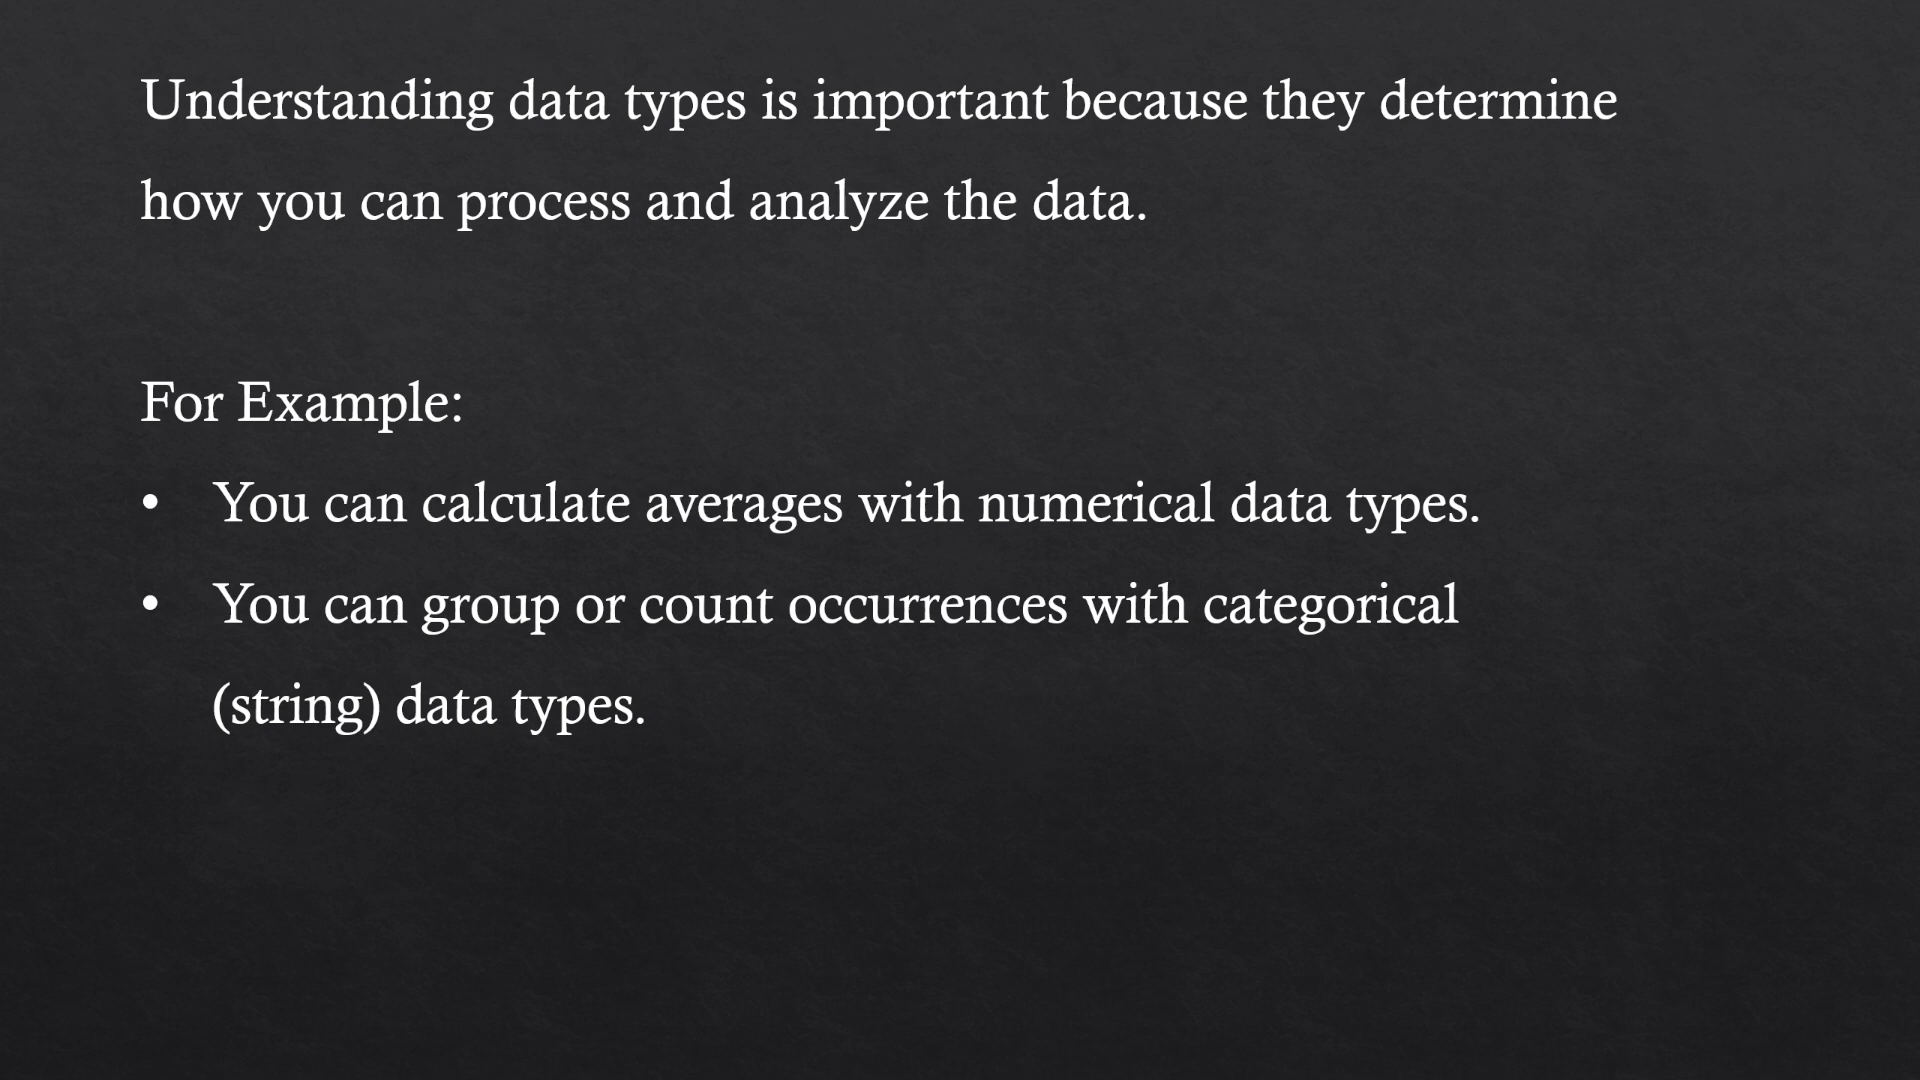 Understanding data types is important because they determine
how you can process and analyze the data.
For Example:
• You can calculate averages with numerical data types.
• You can group or count occurrences with categorical
(string) data types.